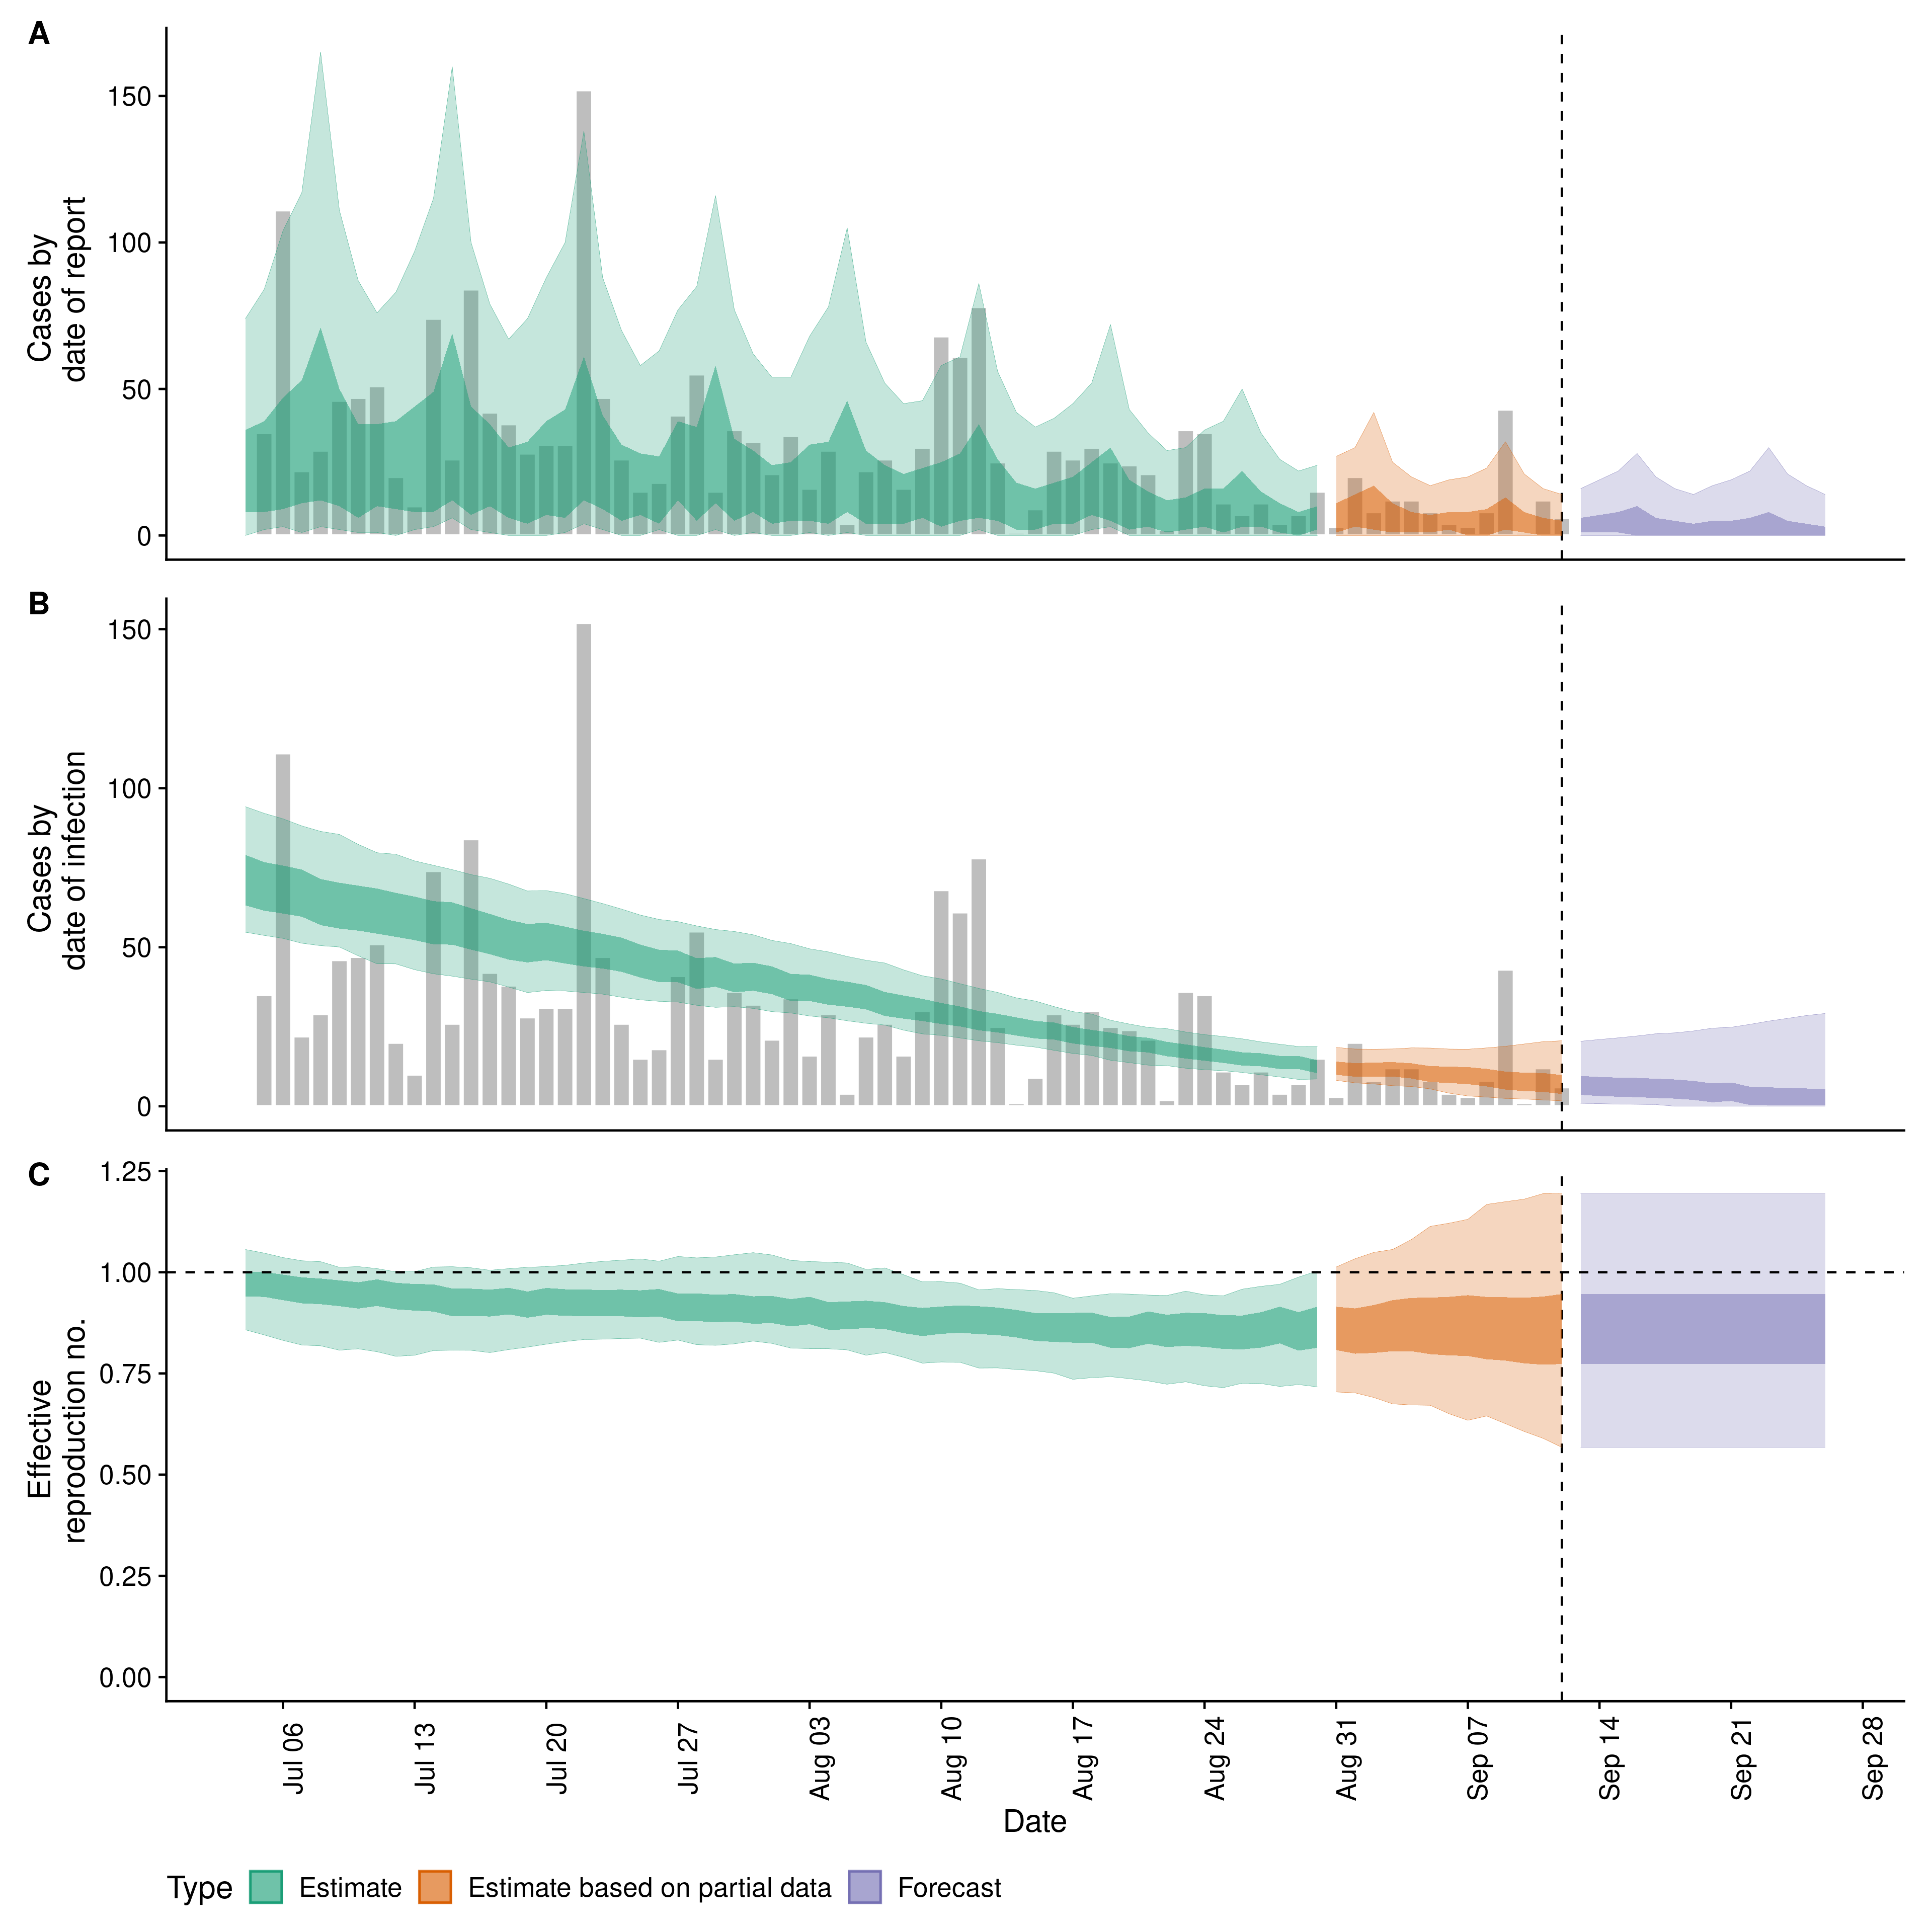 A
Cases by
date of report
150
100
50
0
B
Cases by
date of infection
150
100
50
0
C
Effective
reproduction no.
1.25
1.00
0.75
0.50
0.25
0.00
Jul 06
Jul 13
Jul 20
Jul 27
Aug 03
Aug 10
Aug 17
Aug 24
Aug 31
Sep 07
Sep 14
Sep 21
Sep 28
Date
Type Estimate Estimate based on partial data Forecast